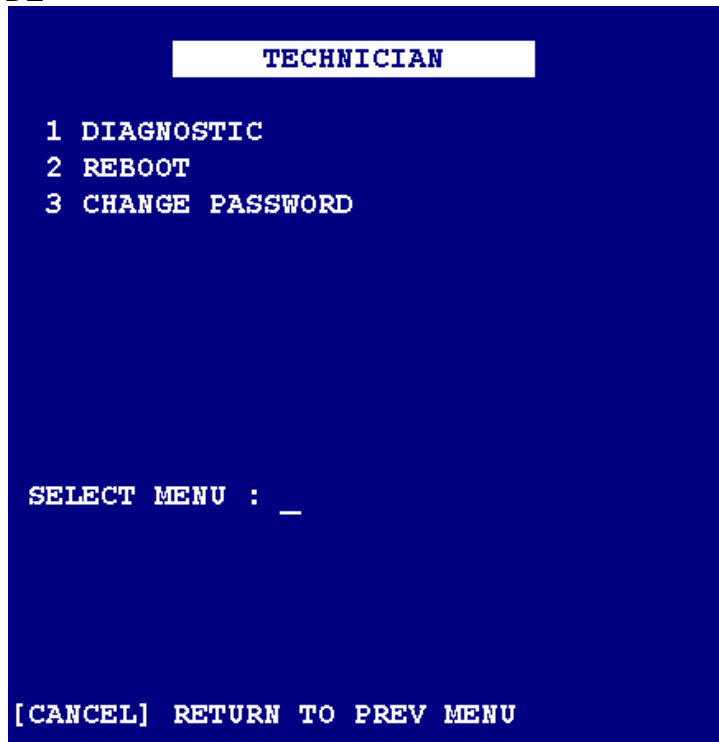 TECHNICIAN
1 DIAGNOSTIC
2 REBOOT
3 CHANGE PASSWORD
SELECT MENU : _
[CANCEL] RETURN TO PREV MENU